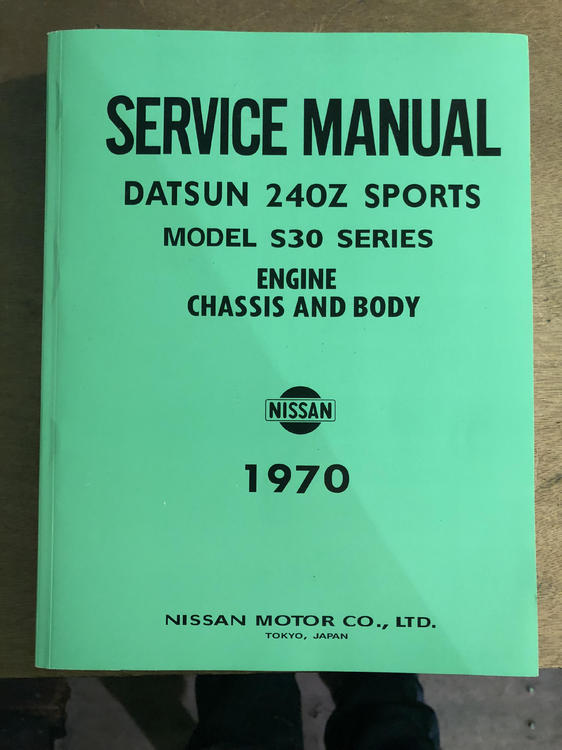 SERVICE MANUAL
DATSUN 240Z SPORTS
MODEL S30 SERIES
ENGINE
CHASSIS AND BODY
NISSAN
1970
NISSAN MOTOR CO., LTD.
TOKYO, JAPAN